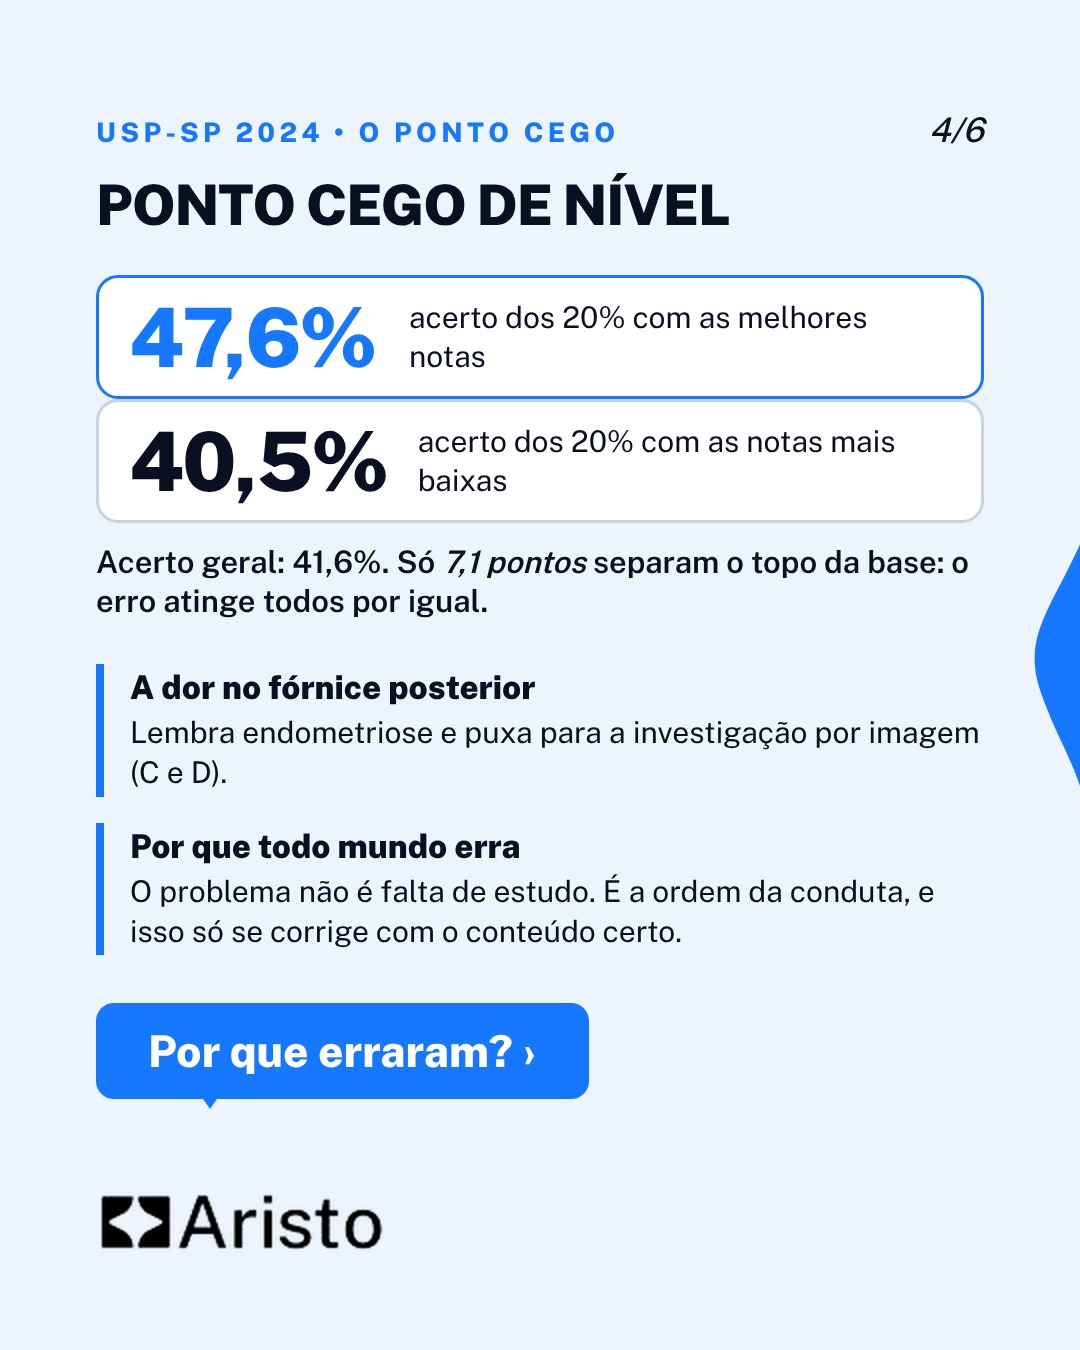 USP-SP 2024 • O PONTO CEGO
4/6
PONTO CEGO DE NÍVEL
47,6%
acerto dos 20% com as melhores
notas
40,5%
acerto dos 20% com as notas mais
baixas
Acerto geral: 41,6%. Só 7,1 pontos separam o topo da base: o
erro atinge todos por igual.
A dor no fórnice posterior
Lembra endometriose e puxa para a investigação por imagem
(C e D).
Por que todo mundo erra
O problema não é falta de estudo. É a ordem da conduta, e
isso só se corrige com o conteúdo certo.
Por que erraram? ›
Aristo